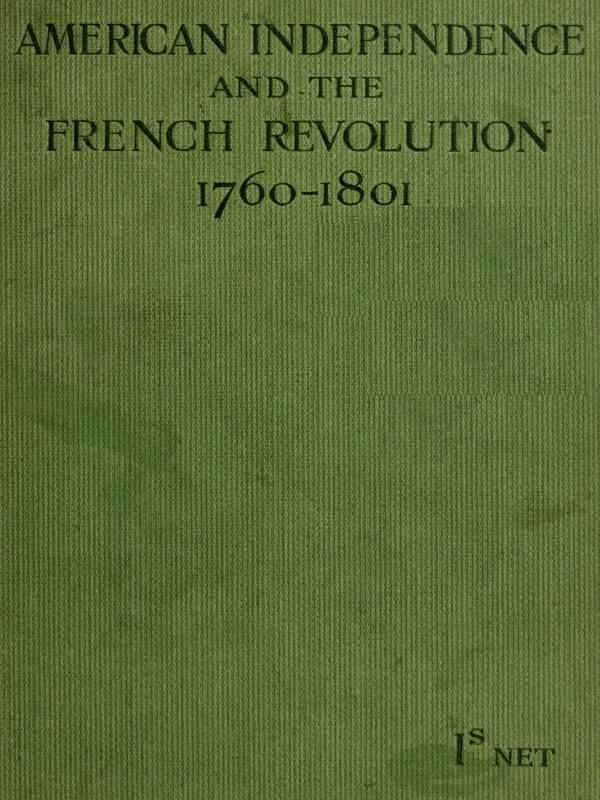 AMERICAN INDEPENDENCE
AND THE
FRENCH REVOLUTION
1760-1801
1s NET